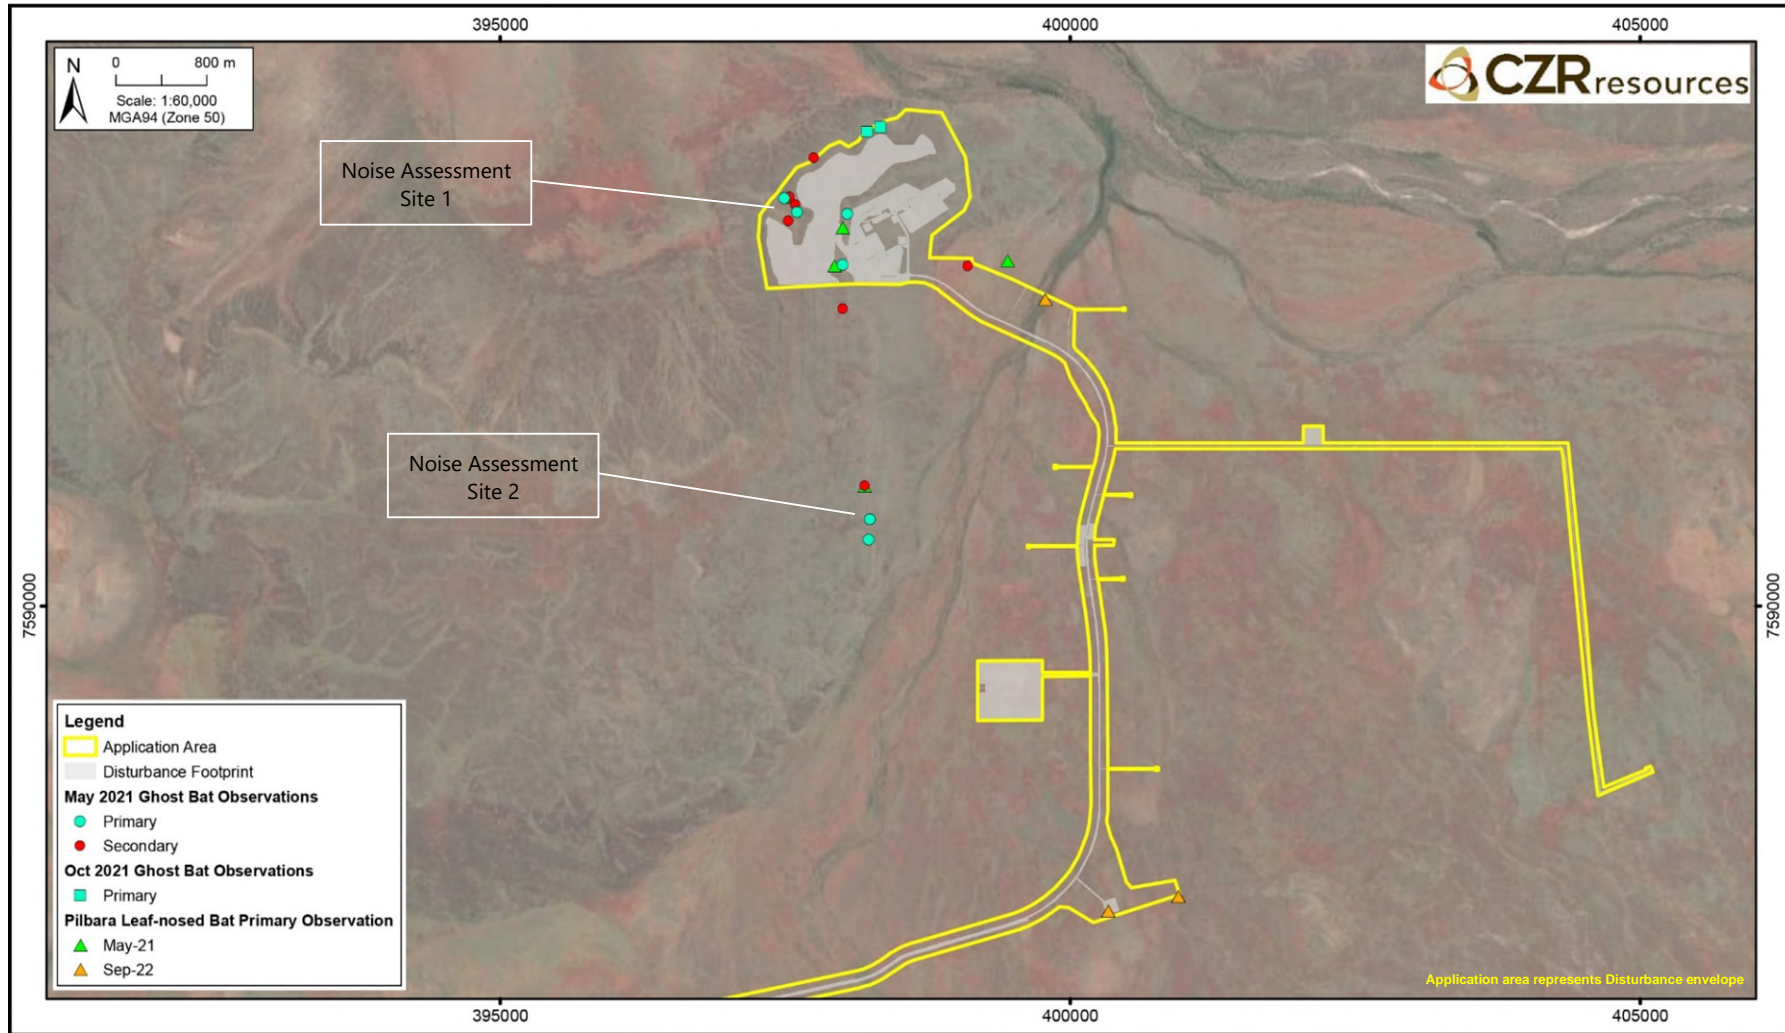 395000
400000
405000
N
0
800 m
Scale: 1:60,000
MGA94 (Zone 50)
CZR resources
Noise Assessment
Site 1
Noise Assessment
Site 2
7590000
7590000
Legend
Application Area
Disturbance Footprint
May 2021 Ghost Bat Observations
Primary
Secondary
Oct 2021 Ghost Bat Observations
Primary
Pilbara Leaf-nosed Bat Primary Observation
May-21
Sep-22
Application area represents Disturbance envelope
395000
400000
405000